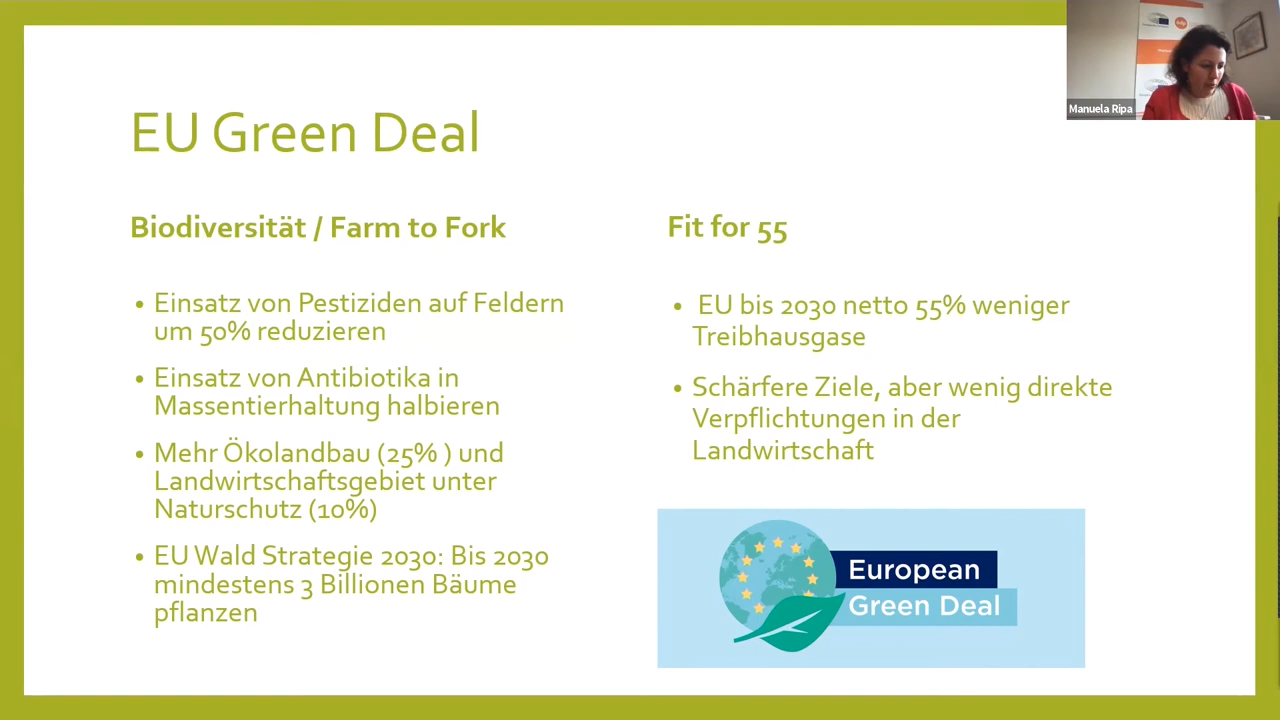 EU Green Deal
Biodiversität / Farm to Fork
• Einsatz von Pestiziden auf Feldern
um 50% reduzieren
• Einsatz von Antibiotika in
Massentierhaltung halbieren
• Mehr Ökolandbau (25% ) und
Landwirtschaftsgebiet unter
Naturschutz (10%)
• EU Wald Strategie 2030: Bis 2030
mindestens 3 Billionen Bäume
pflanzen
Fit for 55
• EU bis 2030 netto 55% weniger
Treibhausgase
• Schärfere Ziele, aber wenig direkte
Verpflichtungen in der
Landwirtschaft
European
Green Deal
Manuela Ripa